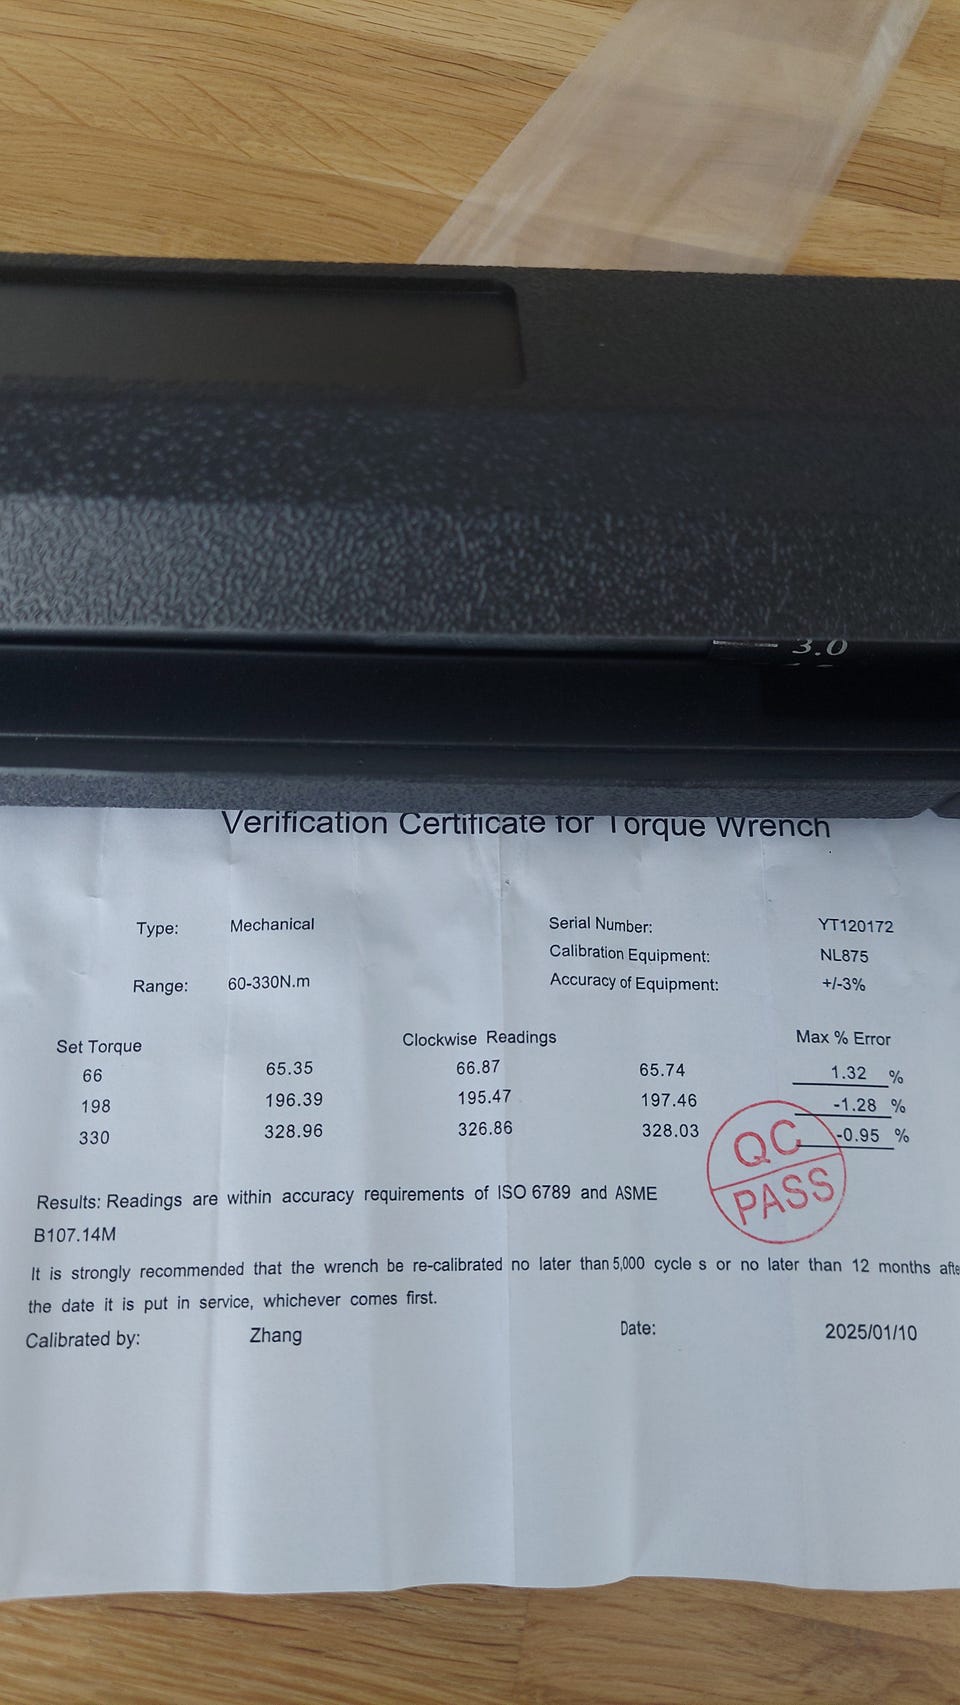 3.0
Verification Certificate for Torque Wrench
Type: Mechanical Serial Number: YT120172
Calibration Equipment: NL875
Range: 60-330N.m Accuracy of Equipment: +/-3%
Set Torque Clockwise Readings Max % Error
66 65.35 66.87 65.74 1.32 %
198 196.39 195.47 197.46 -1.28 %
330 328.96 326.86 328.03 -0.95 %
QC
PASS
Results: Readings are within accuracy requirements of ISO 6789 and ASME
B107.14M
It is strongly recommended that the wrench be re-calibrated no later than 5,000 cycle s or no later than 12 months afte
the date it is put in service, whichever comes first.
Calibrated by: Zhang Date: 2025/01/10